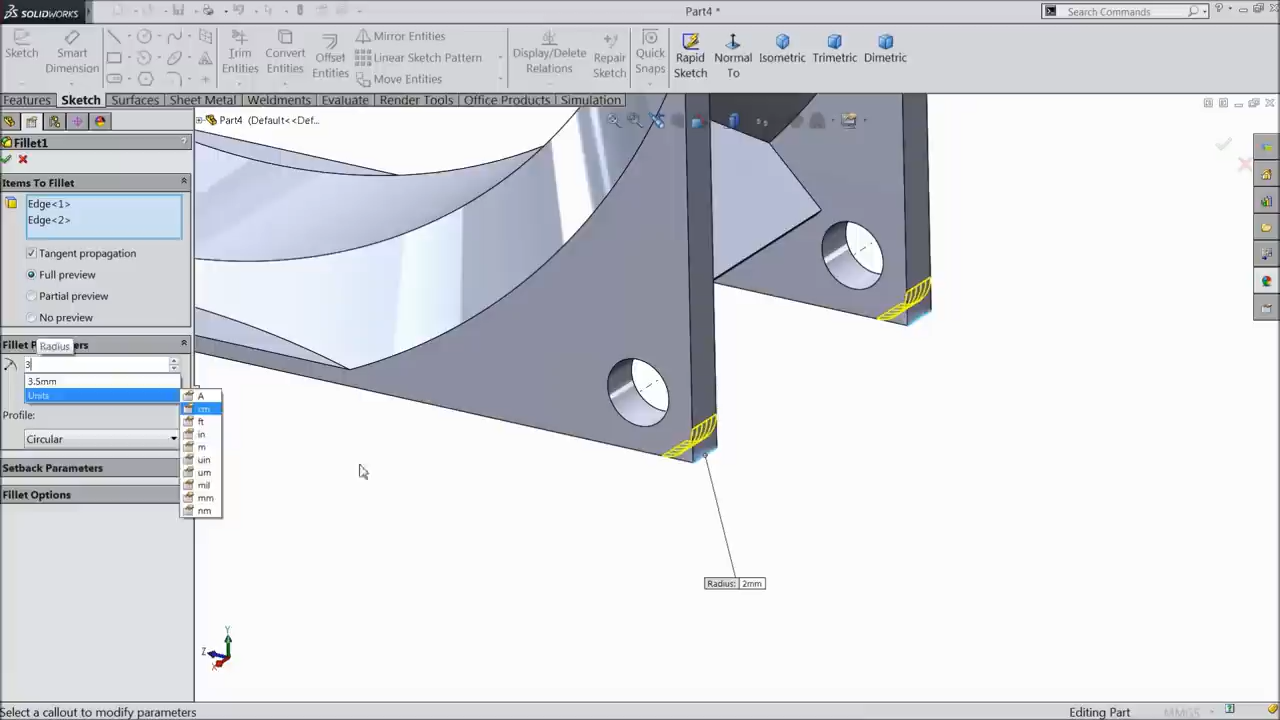 SOLIDWORKS
Part4 *
Search Commands
?
Sketch
Smart
Dimension
Trim
Entities
Convert
Entities
Offset
Entities
Mirror Entities
Linear Sketch Pattern
Move Entities
Display/Delete
Relations
Repair
Sketch
Quick
Snaps
Rapid
Sketch
Normal
To
Isometric
Trimetric
Dimetric
Features
Sketch
Surfaces
Sheet Metal
Weldments
Evaluate
Render Tools
Office Products
Simulation
Part4 (Default<<Def...
Fillet1
?
Items To Fillet
Edge<1>
Edge<2>
Tangent propagation
Full preview
Partial preview
No preview
Radius
3
3.5mm
Units
A
cm
ft
in
m
uin
um
mil
mm
nm
Profile:
Circular
Setback Parameters
Fillet Options
Radius: 2mm
Y
Z
X
Select a callout to modify parameters
Editing Part
MMGS
?